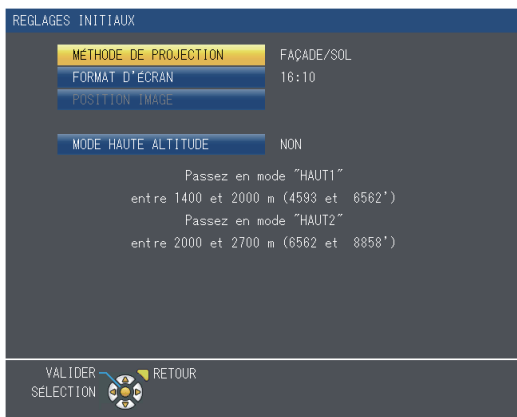 REGLAGES INITIAUX
MÉTHODE DE PROJECTION FAÇADE/SOL
FORMAT D'ÉCRAN 16:10
POSITION IMAGE
MODE HAUTE ALTITUDE NON
Passez en mode "HAUT1"
entre 1400 et 2000 m (4593 et 6562')
Passez en mode "HAUT2"
entre 2000 et 2700 m (6562 et 8858')
VALIDER RETOUR
SÉLECTION